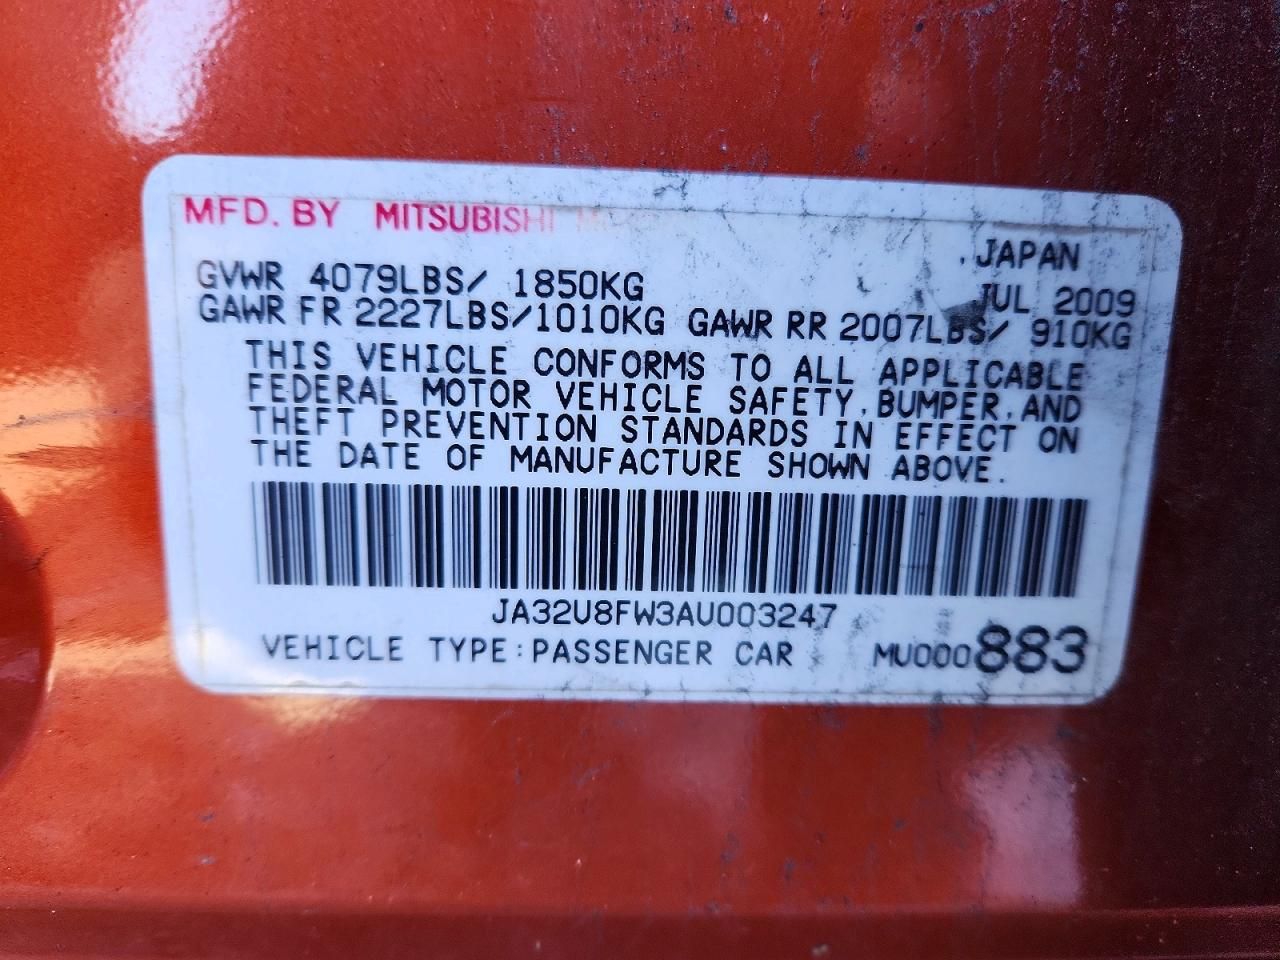 MFD. BY MITSUBISHI
JAPAN
GVWR 4079LBS/ 1850KG JUL 2009
GAWR FR 2227LBS/1010KG GAWR RR 2007LBS/ 910KG
THIS VEHICLE CONFORMS TO ALL APPLICABLE
FEDERAL MOTOR VEHICLE SAFETY, BUMPER, AND
THEFT PREVENTION STANDARDS IN EFFECT ON
THE DATE OF MANUFACTURE SHOWN ABOVE.
JA32U8FW3AU003247
VEHICLE TYPE:PASSENGER CAR MU000883